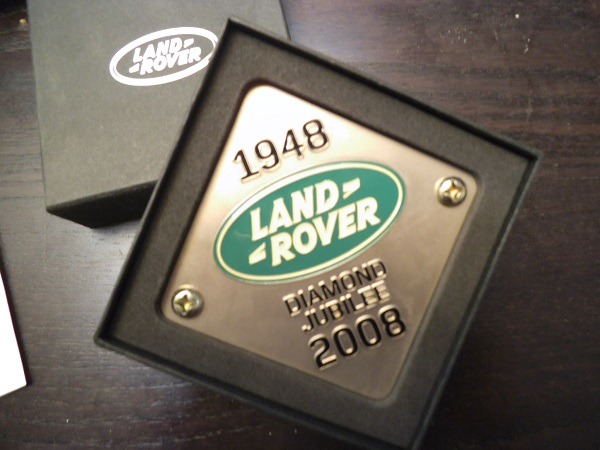 LAND
ROVER
1948
LAND
ROVER
DIAMOND
JUBILEE
2008